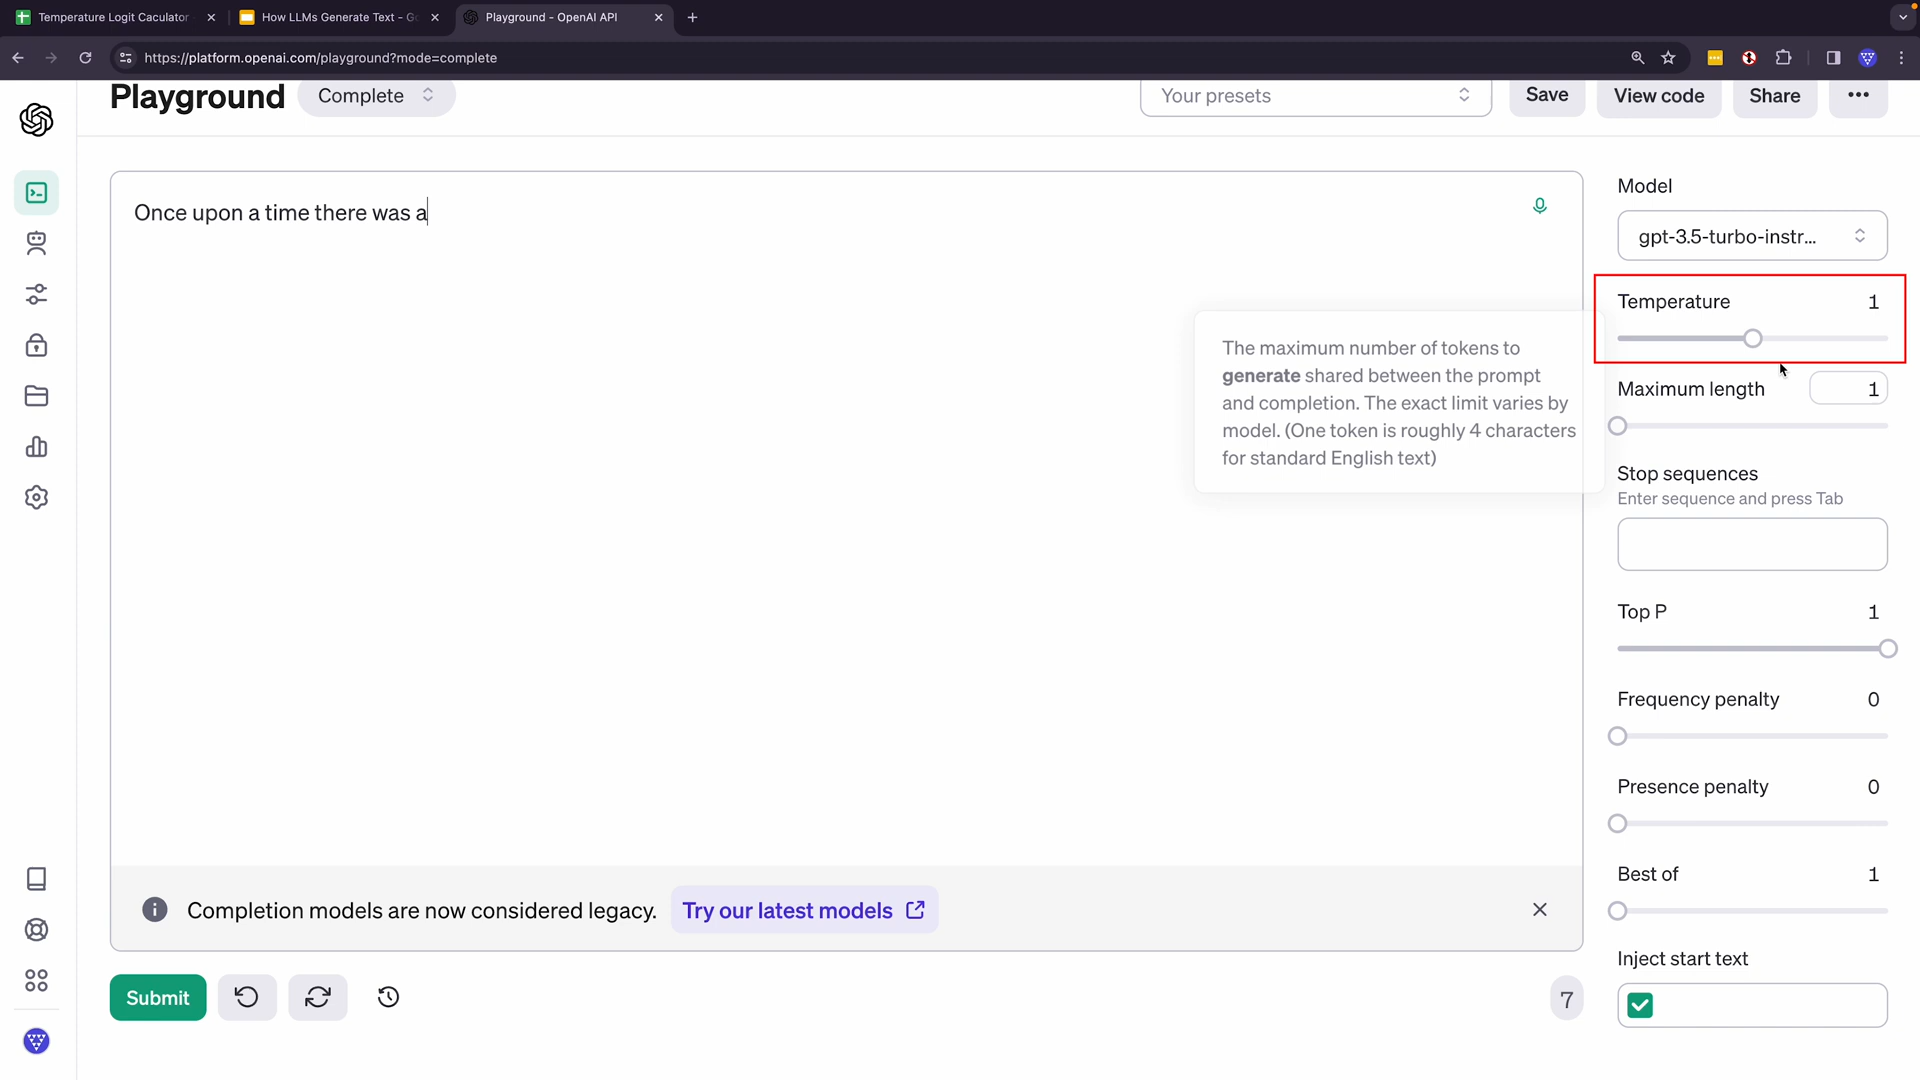 Temperature Logit Caculator
How LLMs Generate Text - Go
Playground - OpenAI API
https://platform.openai.com/playground?mode=complete
Playground
Complete
Your presets
Save
View code
Share
Once upon a time there was a
Model
gpt-3.5-turbo-instr...
Temperature 1
The maximum number of tokens to
generate shared between the prompt
and completion. The exact limit varies by
model. (One token is roughly 4 characters
for standard English text)
Maximum length 1
Stop sequences
Enter sequence and press Tab
Top P 1
Frequency penalty 0
Presence penalty 0
Best of 1
Inject start text
Completion models are now considered legacy.
Try our latest models
Submit
7